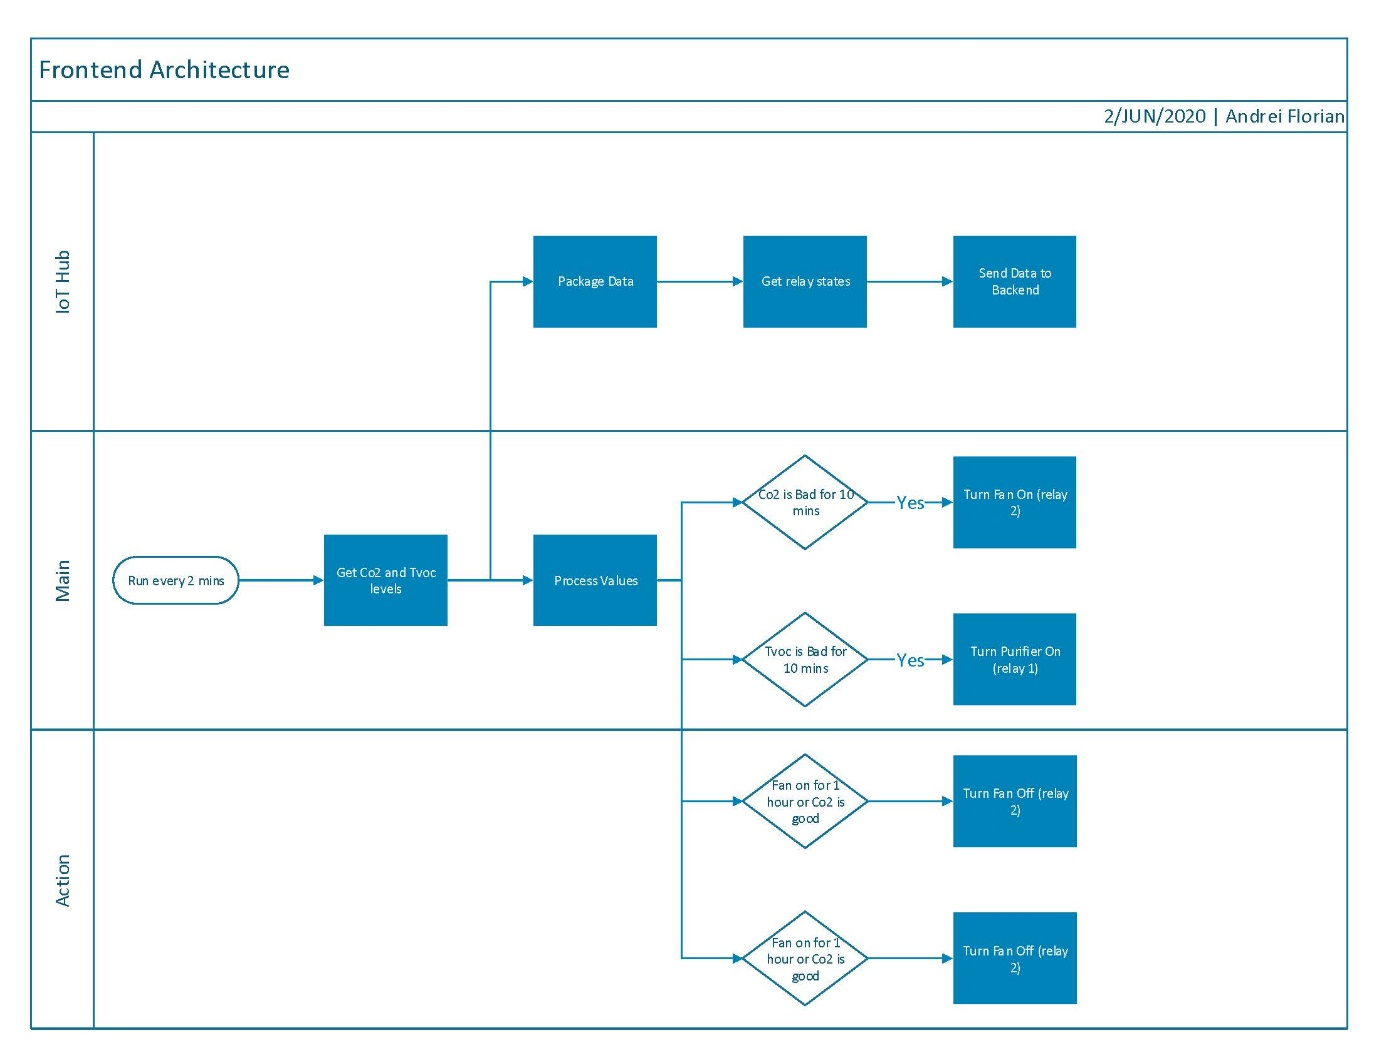 Frontend Architecture
2/JUN/2020 | Andrei Florian
IoT Hub
Package Data
Get relay states
Send Data to
Backend
Main
Run every 2 mins
Get Co2 and Tvoc
levels
Process Values
Co2 is Bad for 10
mins
Yes
Turn Fan On (relay
2)
Tvoc is Bad for
10 mins
Yes
Turn Purifier On
(relay 1)
Action
Fan on for 1
hour or Co2 is
good
Turn Fan Off (relay
2)
Fan on for 1
hour or Co2 is
good
Turn Fan Off (relay
2)